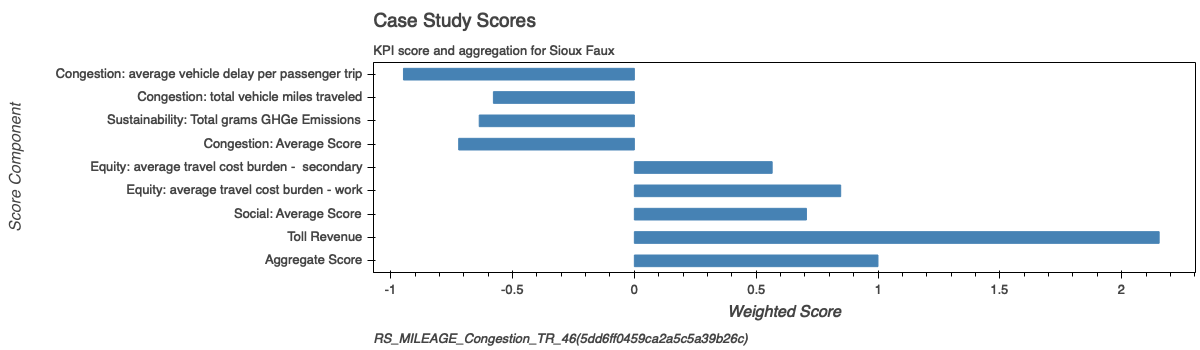 Case Study Scores
KPI score and aggregation for Sioux Faux
Score Component
Congestion: average vehicle delay per passenger trip
Congestion: total vehicle miles traveled
Sustainability: Total grams GHGe Emissions
Congestion: Average Score
Equity: average travel cost burden -  secondary
Equity: average travel cost burden - work
Social: Average Score
Toll Revenue
Aggregate Score
-1 -0.5 0 0.5 1 1.5 2
Weighted Score
RS_MILEAGE_Congestion_TR_46(5dd6ff0459ca2a5c5a39b26c)